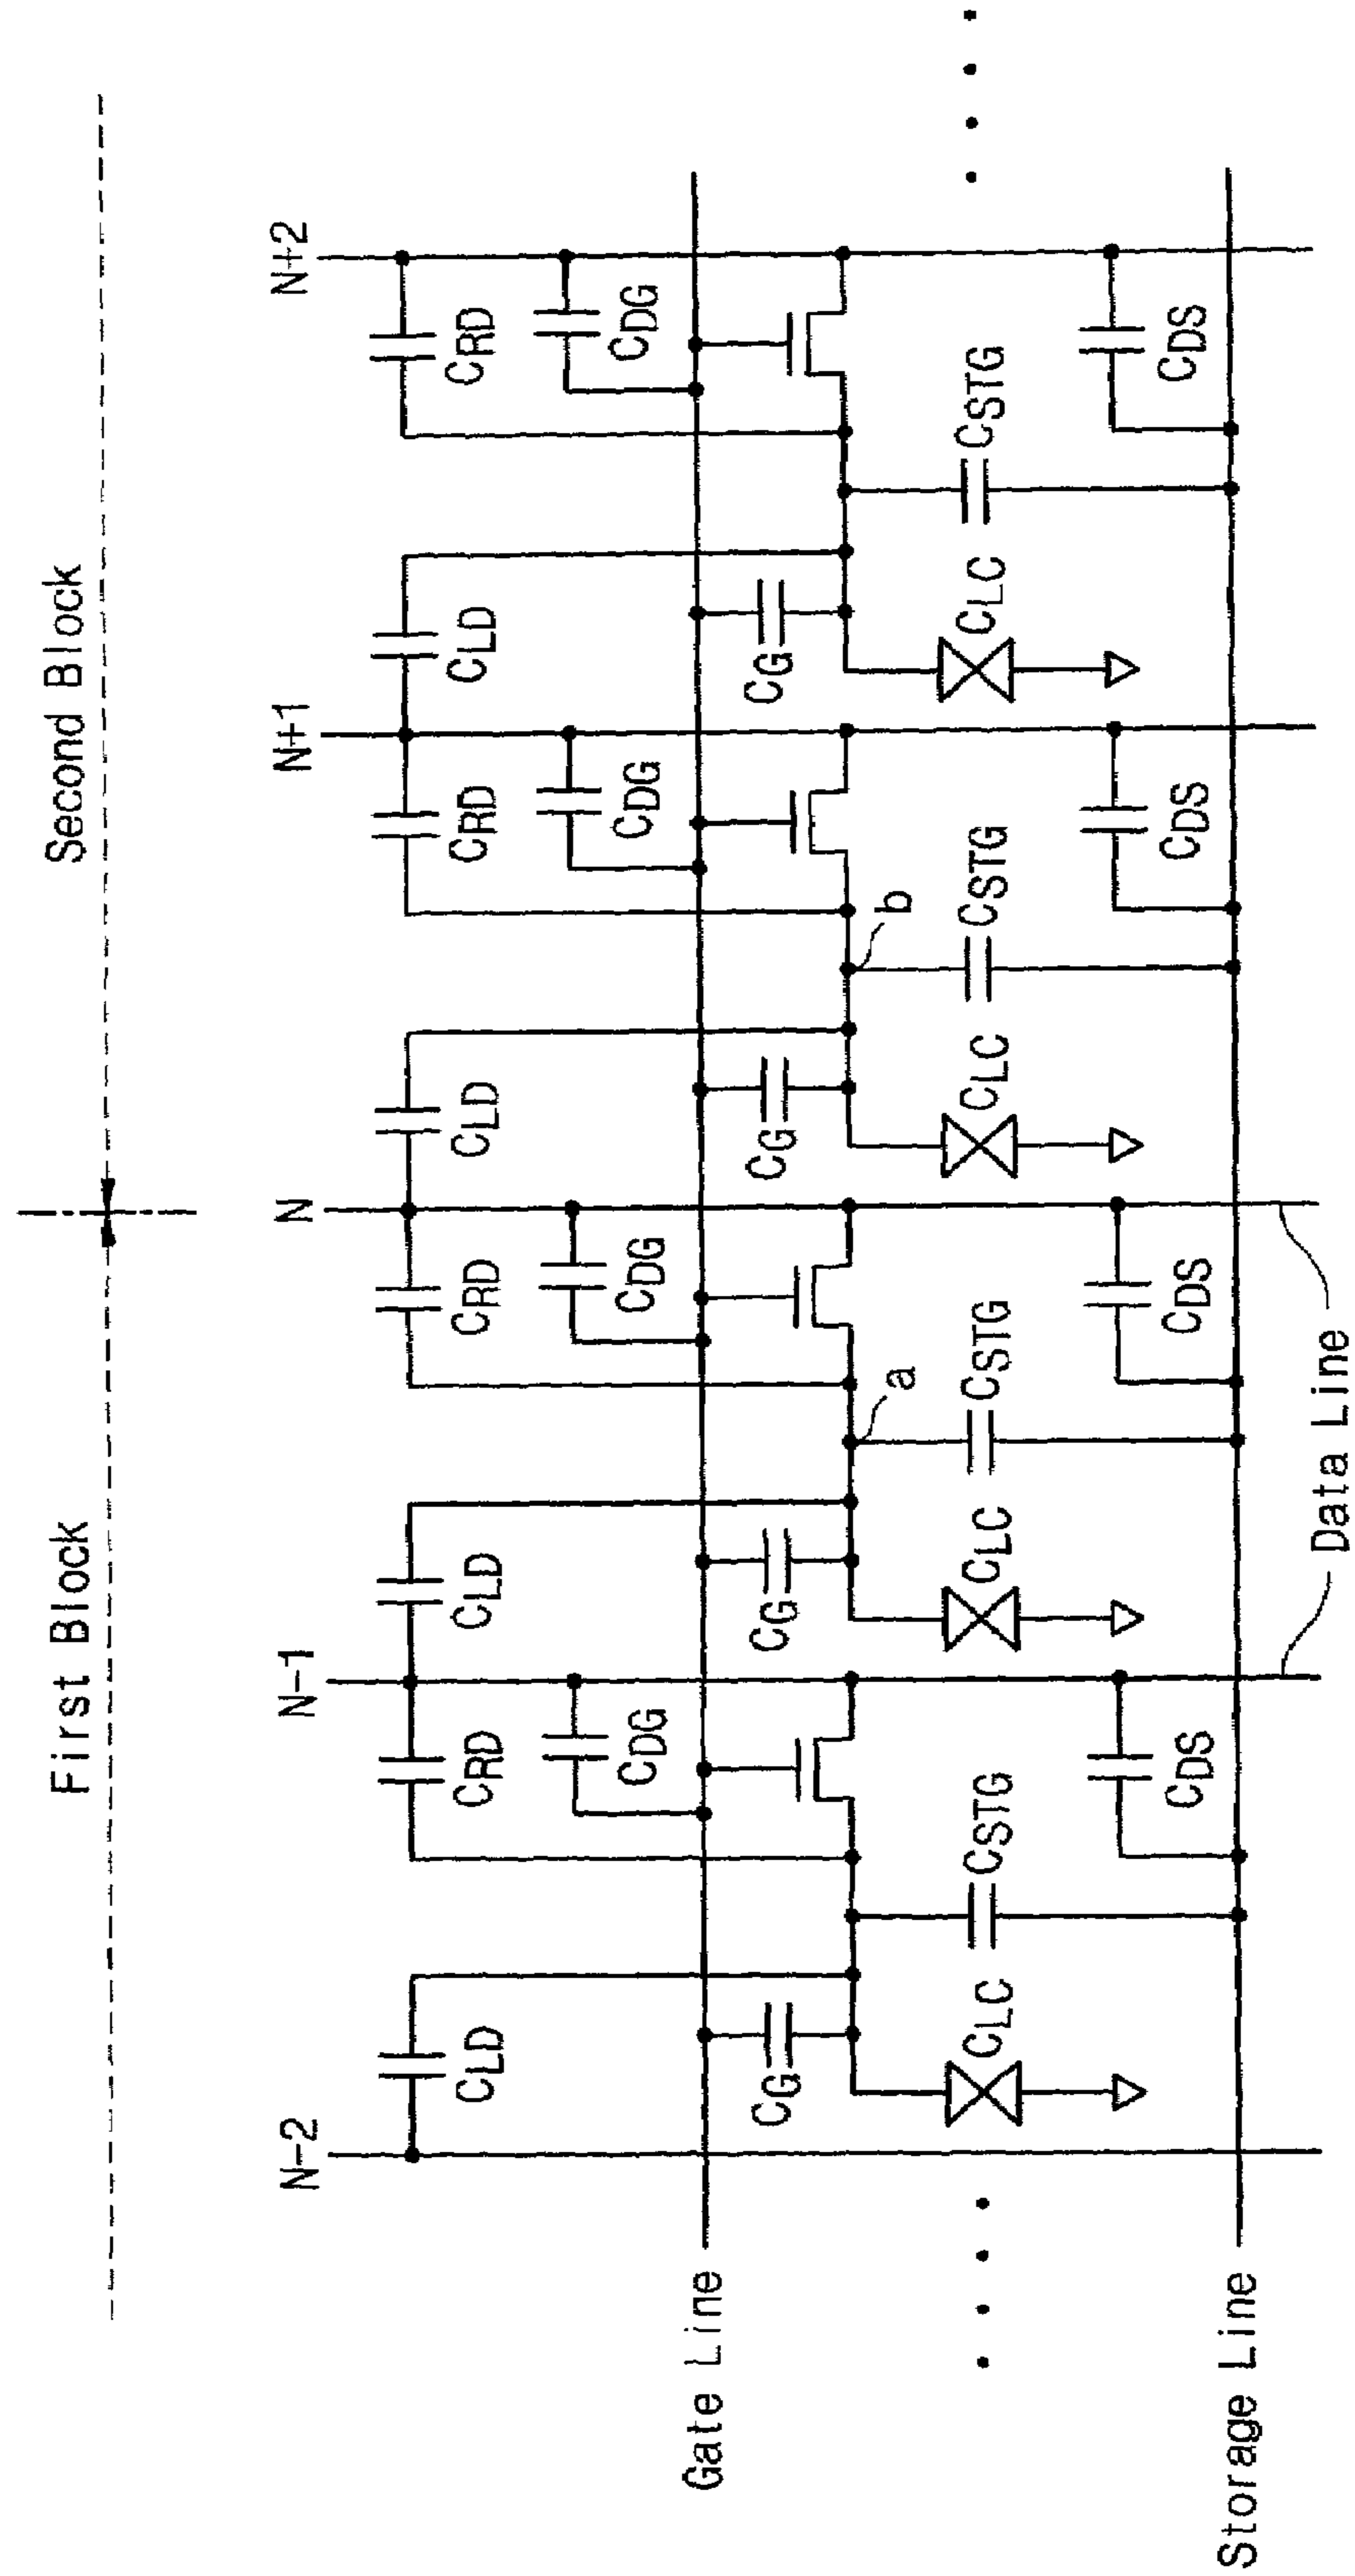 First Block
Second Block
N-2
N-1
N
N+1
N+2
CLD
CRD
CLD
CRD
CLD
CRD
CLD
CRD
CDG
CDG
CDG
CDG
Gate Line
CG
CG
CG
CG
a
b
CLC
CSTG
CLC
CSTG
CLC
CSTG
CLC
CSTG
CDS
CDS
CDS
CDS
Storage Line
Data Line